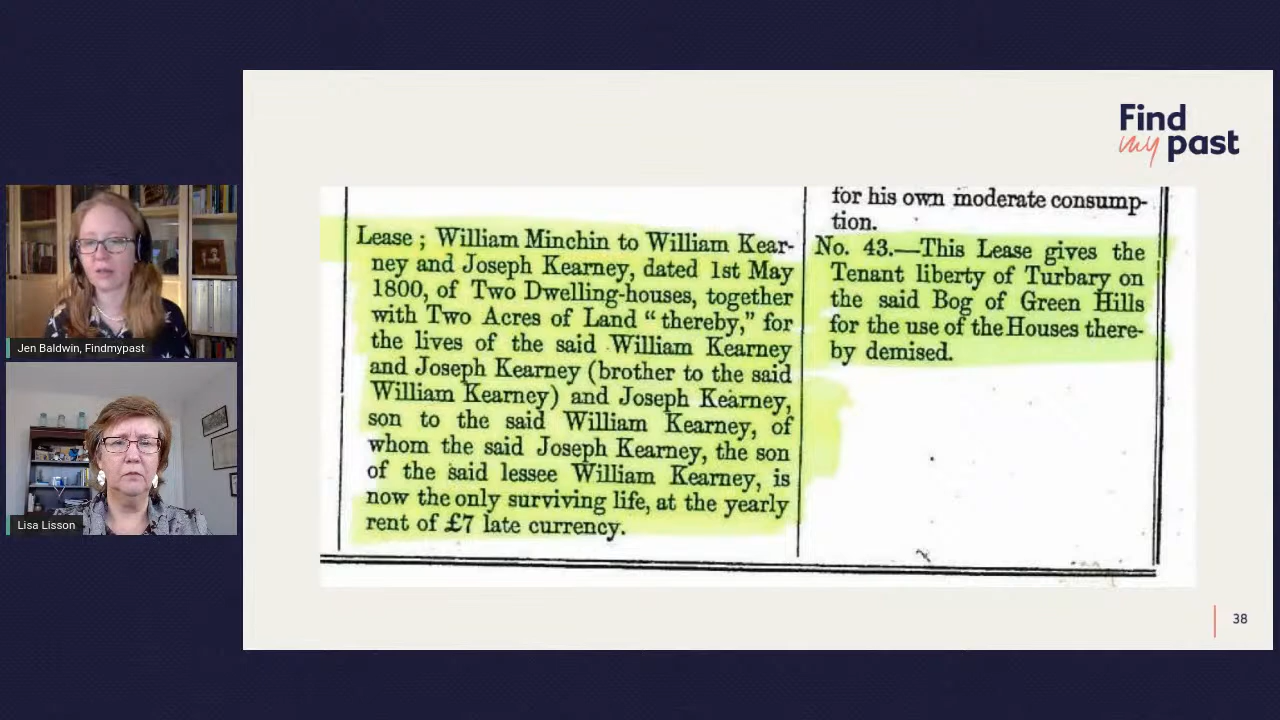 Find
my past
for his own moderate consump-
tion.
Lease ; William Minchin to William Kear-
ney and Joseph Kearney, dated 1st May
1800, of Two Dwelling-houses, together
with Two Acres of Land “thereby,” for
the lives of the said William Kearney
and Joseph Kearney (brother to the said
William Kearney) and Joseph Kearney,
son to the said William Kearney, of
whom the said Joseph Kearney, the son
of the said lessee William Kearney, is
now the only surviving life, at the yearly
rent of £7 late currency.
No. 43.—This Lease gives the
Tenant liberty of Turbary on
the said Bog of Green Hills
for the use of the Houses there-
by demised.
Jen Baldwin, Findmypast
Lisa Lisson
38